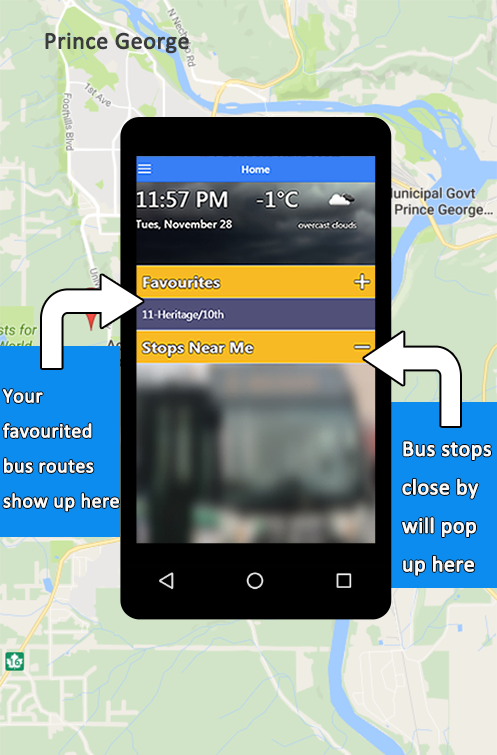 Prince George
N Nechako Rd
1st Ave
Foothills Blvd
Home
11:57 PM
-1°C
Municipal Govt
Prince George...
Tues, November 28
overcast clouds
Favourites
11-Heritage/10th
Stops Near Me
Your
favourited
bus routes
show up here
Bus stops
close by
will pop
up here
16